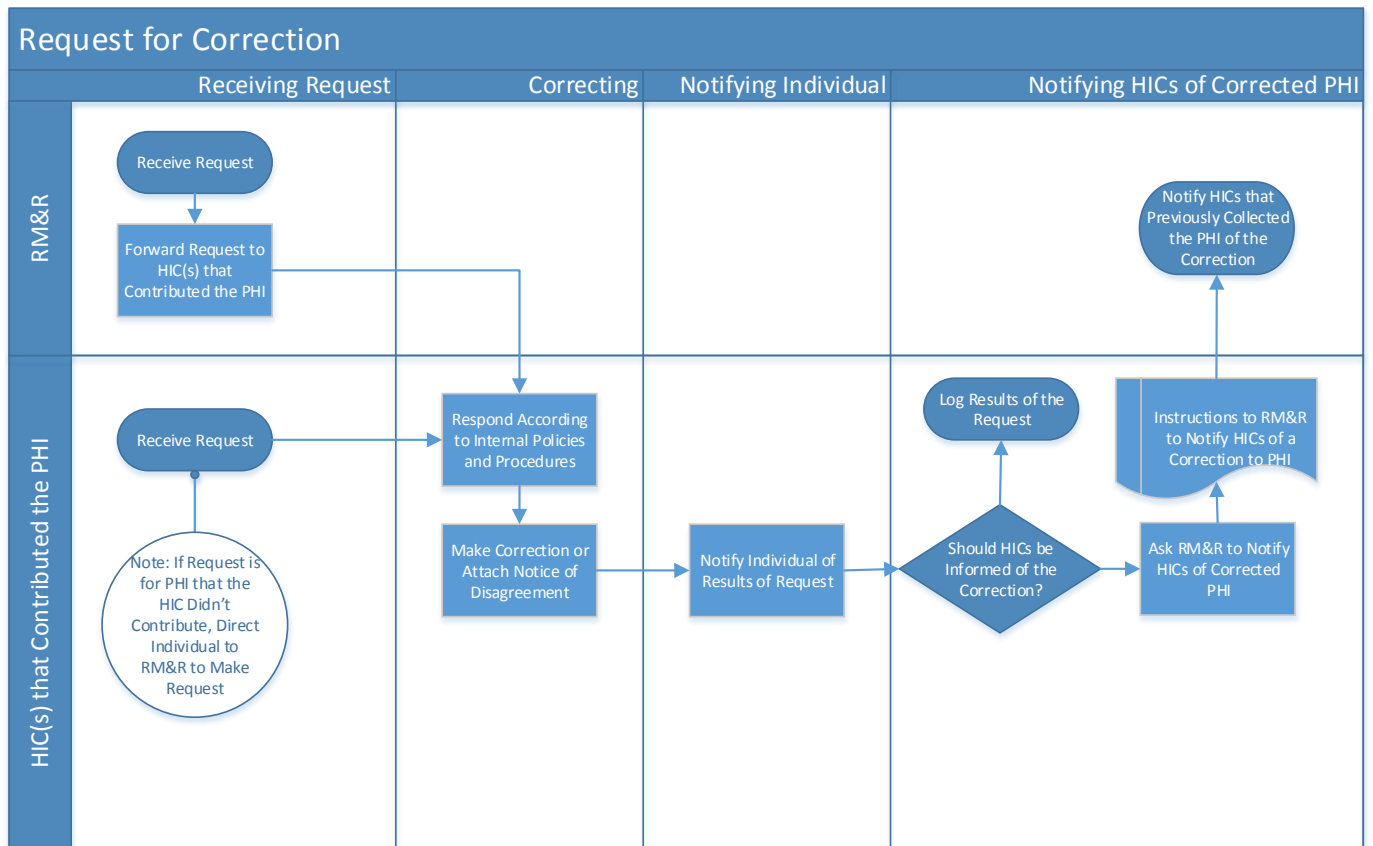 Request for Correction
Receiving Request
Correcting
Notifying Individual
Notifying HICs of Corrected PHI
RM&R
Receive Request
Forward Request to
HIC(s) that
Contributed the PHI
Notify HICs that
Previously Collected
the PHI of the
Correction
HIC(s) that Contributed the PHI
Receive Request
Note: If Request is
for PHI that the
HIC Didn't
Contribute, Direct
Individual to
RM&R to Make
Request
Respond According
to Internal Policies
and Procedures
Make Correction or
Attach Notice of
Disagreement
Notify Individual of
Results of Request
Log Results of the
Request
Should HICs be
Informed of the
Correction?
Instructions to RM&R
to Notify HICs of a
Correction to PHI
Ask RM&R to Notify
HICs of Corrected
PHI